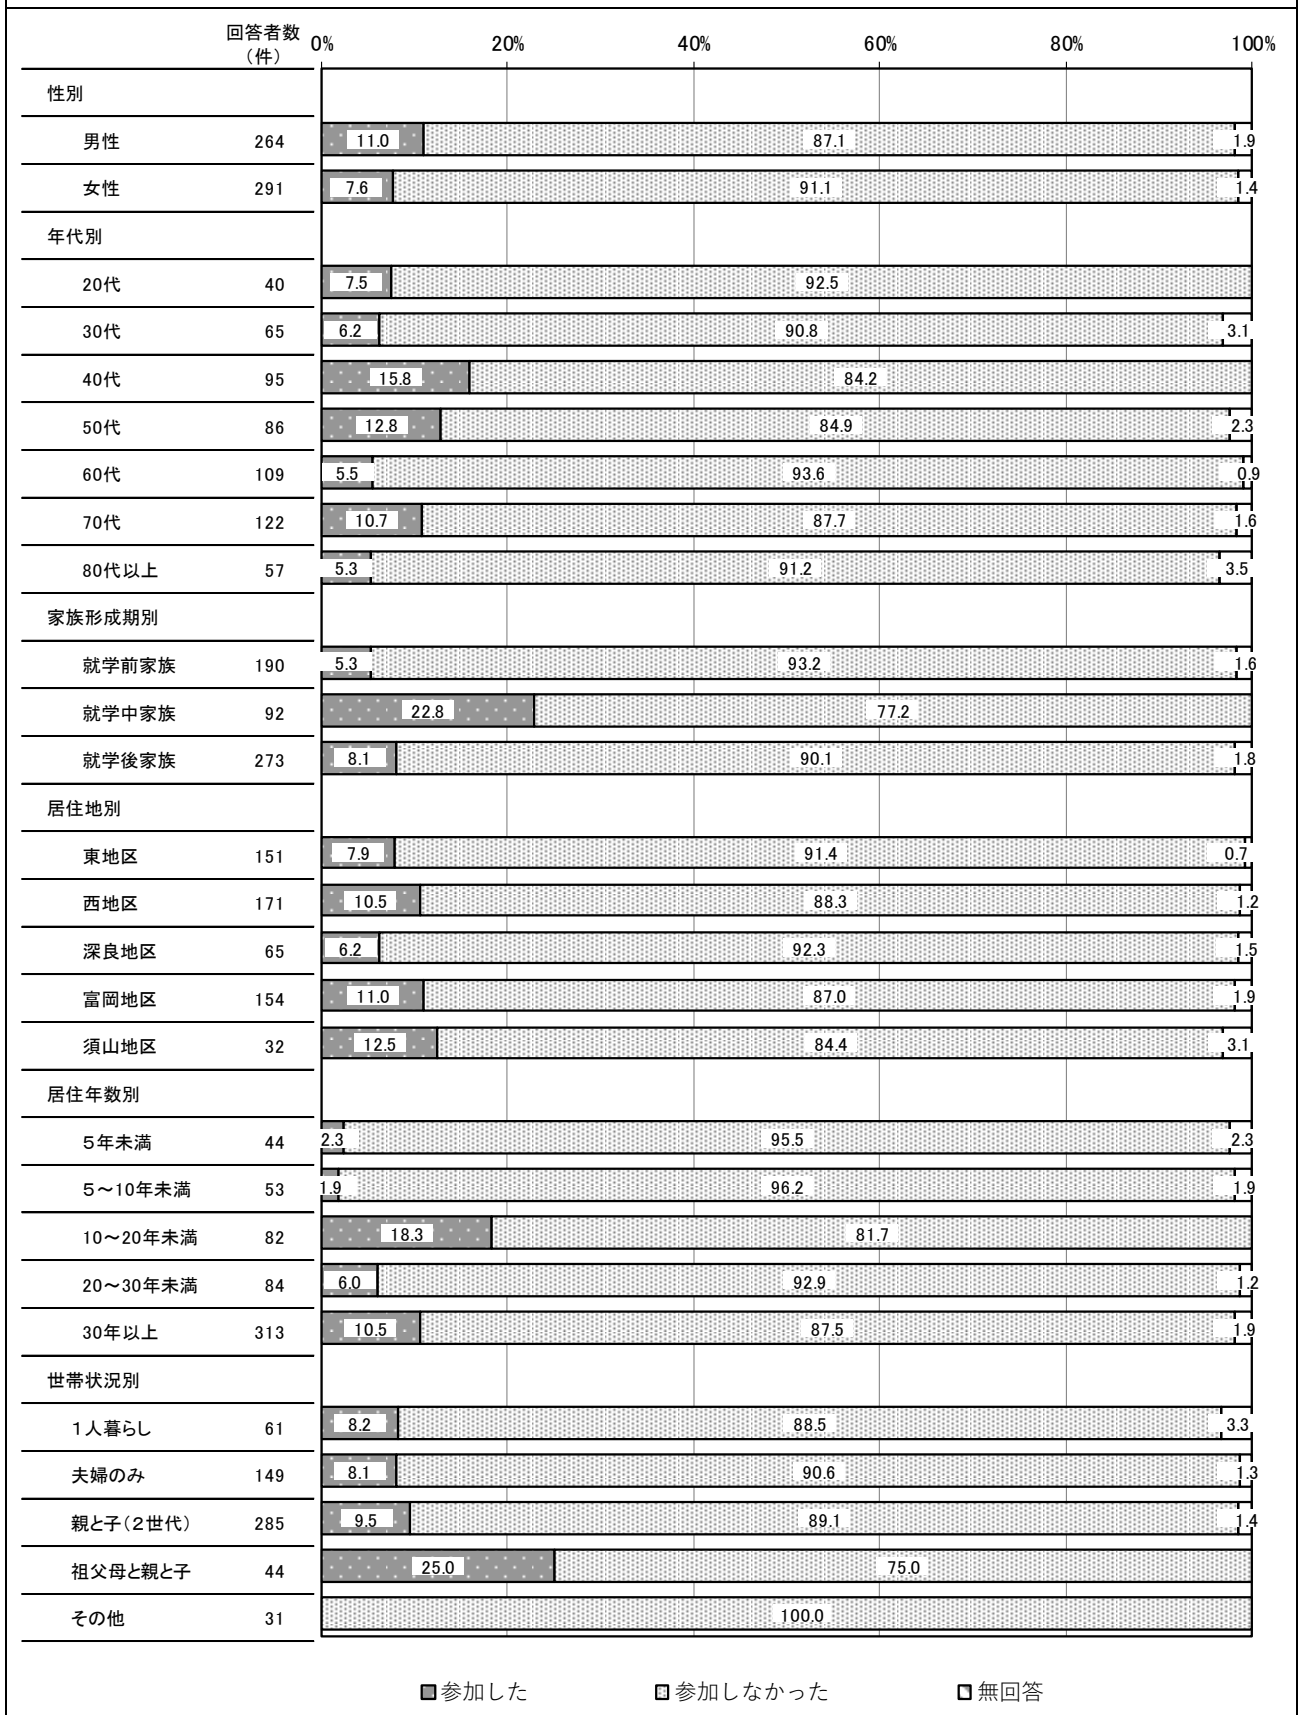 回答者数
（件）
0% 20% 40% 60% 80% 100%
性別
男性 264 11.0 87.1 1.9
女性 291 7.6 91.1 1.4
年代別
20代 40 7.5 92.5
30代 65 6.2 90.8 3.1
40代 95 15.8 84.2
50代 86 12.8 84.9 2.3
60代 109 5.5 93.6 0.9
70代 122 10.7 87.7 1.6
80代以上 57 5.3 91.2 3.5
家族形成期別
就学前家族 190 5.3 93.2 1.6
就学中家族 92 22.8 77.2
就学後家族 273 8.1 90.1 1.8
居住地別
東地区 151 7.9 91.4 0.7
西地区 171 10.5 88.3 1.2
深良地区 65 6.2 92.3 1.5
富岡地区 154 11.0 87.0 1.9
須山地区 32 12.5 84.4 3.1
居住年数別
５年未満 44 2.3 95.5 2.3
５～10年未満 53 1.9 96.2 1.9
10～20年未満 82 18.3 81.7
20～30年未満 84 6.0 92.9 1.2
30年以上 313 10.5 87.5 1.9
世帯状況別
１人暮らし 61 8.2 88.5 3.3
夫婦のみ 149 8.1 90.6 1.3
親と子（２世代） 285 9.5 89.1 1.4
祖父母と親と子 44 25.0 75.0
その他 31 100.0
参加した 参加しなかった 無回答